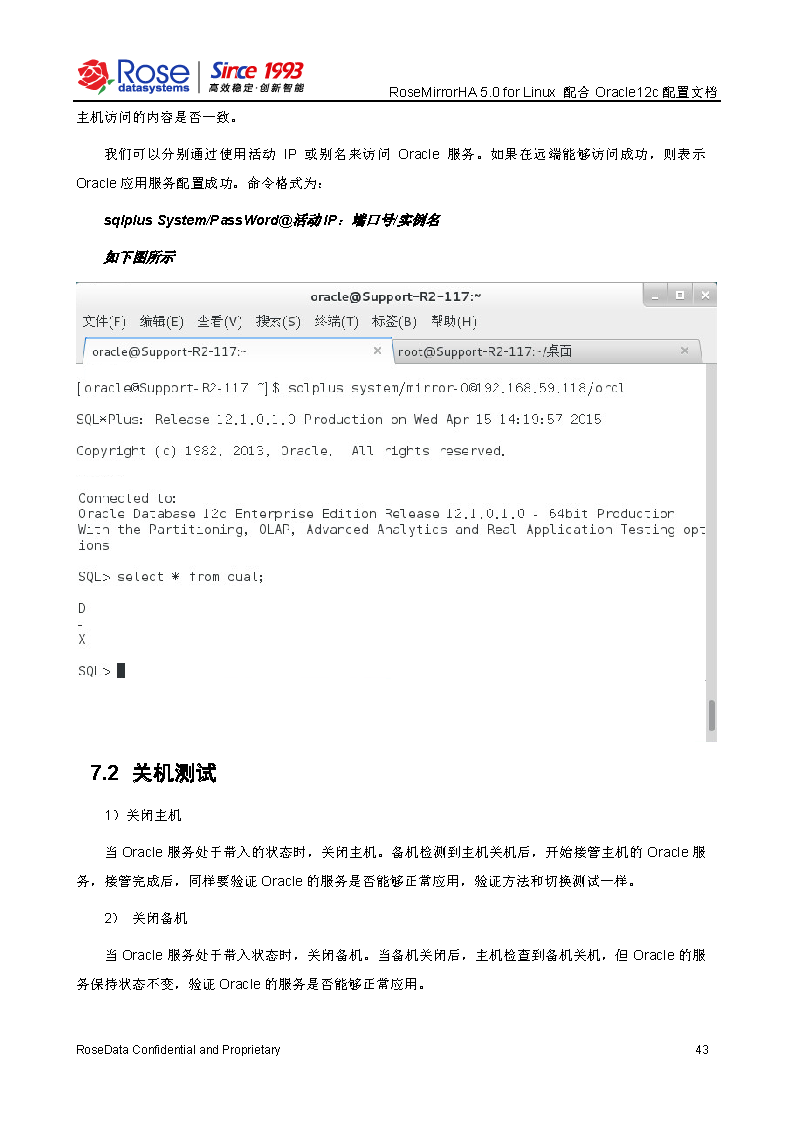 Rose datasystems Since 1993 高效稳定·创新智能
RoseMirrorHA 5.0 for Linux 配合 Oracle12c 配置文档
主机访问的内容是否一致。
我们可以分别通过使用活动 IP 或别名来访问 Oracle 服务。如果在远端能够访问成功，则表示
Oracle 应用服务配置成功。命令格式为：
sqlplus System/PassWord@活动 IP：端口号/实例名
如下图所示
oracle@Support-R2-117:~
文件(F) 编辑(E) 查看(V) 搜索(S) 终端(T) 标签(B) 帮助(H)
oracle@Support-R2-117:~ × root@Support-R2-117:~/桌面 ×
[oracle@Support-R2-117 ~]$ sqlplus system/mirror-0@192.168.59.118/orcl
SQL*Plus: Release 12.1.0.1.0 Production on Wed Apr 15 14:19:57 2015
Copyright (c) 1982, 2013, Oracle. All rights reserved.
Connected to:
Oracle Database 12c Enterprise Edition Release 12.1.0.1.0 - 64bit Production
With the Partitioning, OLAP, Advanced Analytics and Real Application Testing opt
ions
SQL> select * from dual;
D
-
X
SQL>
7.2 关机测试
1）关闭主机
当 Oracle 服务处于带入的状态时，关闭主机。备机检测到主机关机后，开始接管主机的 Oracle 服
务，接管完成后，同样要验证 Oracle 的服务是否能够正常应用，验证方法和切换测试一样。
2） 关闭备机
当 Oracle 服务处于带入状态时，关闭备机。当备机关闭后，主机检查到备机关机，但 Oracle 的服
务保持状态不变，验证 Oracle 的服务是否能够正常应用。
RoseData Confidential and Proprietary 43